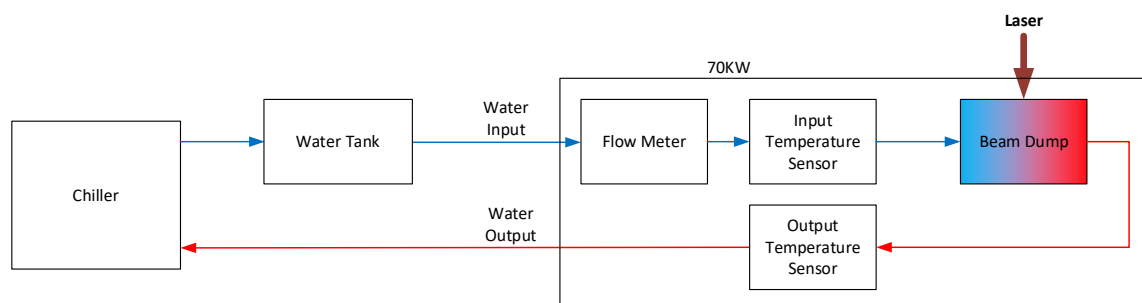 Laser
70KW
Water
Input
Chiller
Water Tank
Flow Meter
Input
Temperature
Sensor
Beam Dump
Water
Output
Output
Temperature
Sensor